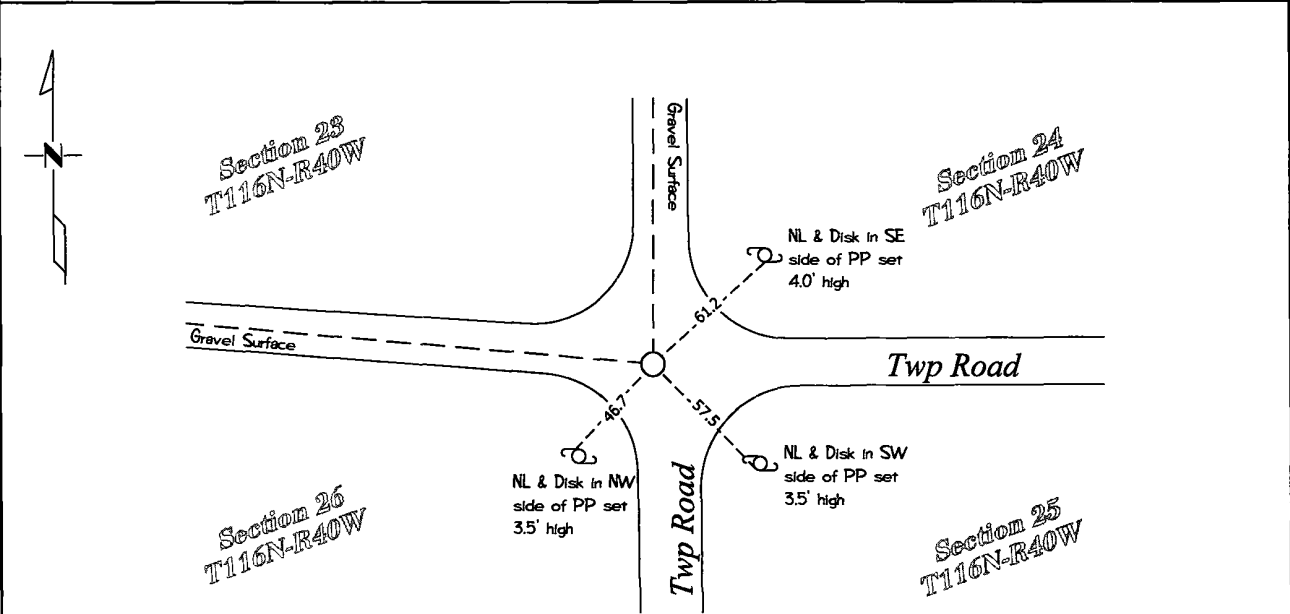 N
Section 23
T116N-R40W
Gravel Surface
Section 24
T116N-R40W
NL & Disk in SE
side of PP set
4.0' high
61.2
Gravel Surface
Twp Road
46.7
57.5
NL & Disk in NW
side of PP set
3.5' high
NL & Disk in SW
side of PP set
3.5' high
Twp Road
Section 26
T116N-R40W
Section 25
T116N-R40W